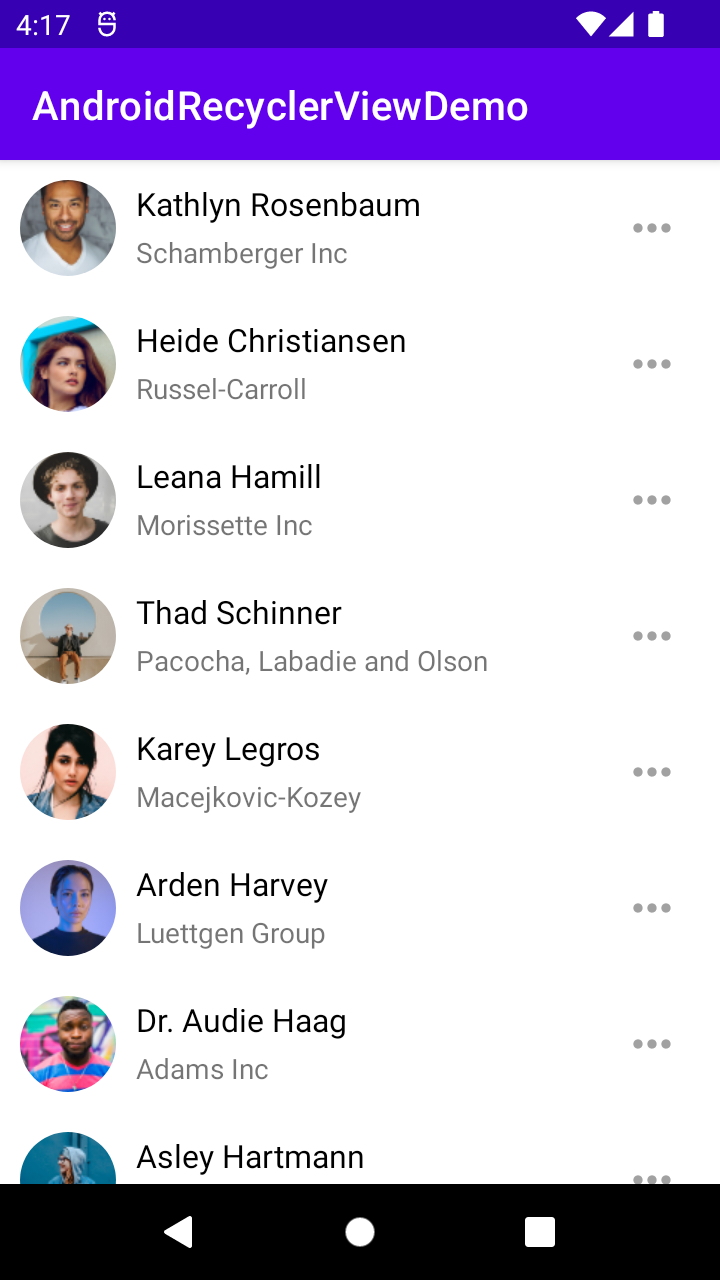 4:17
AndroidRecyclerViewDemo
Kathlyn Rosenbaum
Schamberger Inc
Heide Christiansen
Russel-Carroll
Leana Hamill
Morissette Inc
Thad Schinner
Pacocha, Labadie and Olson
Karey Legros
Macejkovic-Kozey
Arden Harvey
Luettgen Group
Dr. Audie Haag
Adams Inc
Asley Hartmann